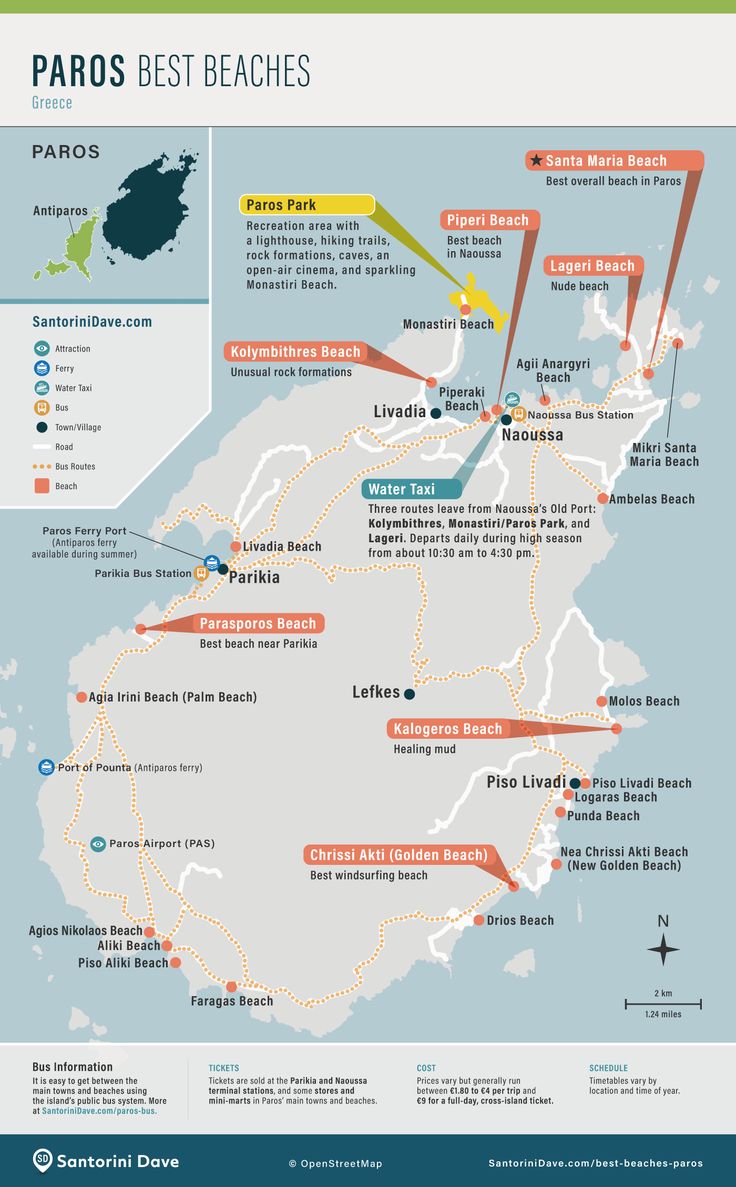 PAROS BEST BEACHES
Greece
PAROS
Antiparos
SantoriniDave.com
Attraction
Ferry
Water Taxi
Bus
Town/Village
Road
Bus Routes
Beach
★ Santa Maria Beach
Best overall beach in Paros
Paros Park
Recreation area with
a lighthouse, hiking trails,
rock formations, caves, an
open-air cinema, and sparkling
Monastiri Beach.
Piperi Beach
Best beach
in Naoussa
Lageri Beach
Nude beach
Monastiri Beach
Kolymbithres Beach
Unusual rock formations
Agii Anargyri
Beach
Piperaki
Beach
Livadia
Naoussa Bus Station
Naoussa
Mikri Santa
Maria Beach
Water Taxi
Three routes leave from Naoussa's Old Port:
Kolymbithres, Monastiri/Paros Park, and
Lageri. Departs daily during high season
from about 10:30 am to 4:30 pm.
Ambelas Beach
Paros Ferry Port
(Antiparos ferry
available during summer)
Livadia Beach
Parikia Bus Station
Parikia
Parasporos Beach
Best beach near Parikia
Lefkes
Agia Irini Beach (Palm Beach)
Molos Beach
Kalogeros Beach
Healing mud
Port of Pounta (Antiparos ferry)
Piso Livadi
Piso Livadi Beach
Logaras Beach
Punda Beach
Paros Airport (PAS)
Chrissi Akti (Golden Beach)
Best windsurfing beach
Nea Chrissi Akti Beach
(New Golden Beach)
Drios Beach
Agios Nikolaos Beach
Aliki Beach
Piso Aliki Beach
Faragas Beach
N
2 km
1.24 miles
Bus Information
It is easy to get between the
main towns and beaches using
the island's public bus system. More
at SantoriniDave.com/paros-bus.
TICKETS
Tickets are sold at the Parikia and Naoussa
terminal stations, and some stores and
mini-marts in Paros' main towns and beaches.
COST
Prices vary but generally run
between €1.80 to €4 per trip and
€9 for a full-day, cross-island ticket.
SCHEDULE
Timetables vary by
location and time of year.
SD Santorini Dave
© OpenStreetMap
SantoriniDave.com/best-beaches-paros